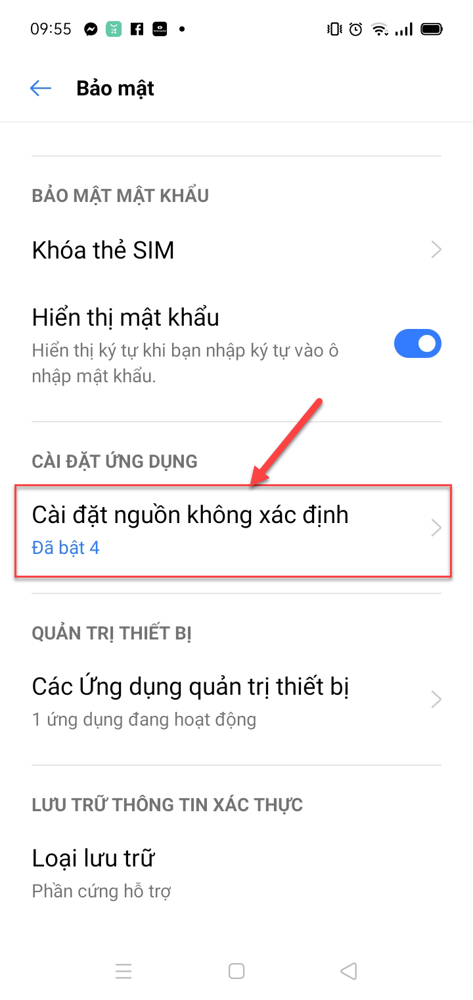 09:55
Bảo mật
BẢO MẬT MẬT KHẨU
Khóa thẻ SIM
Hiển thị mật khẩu
Hiển thị ký tự khi bạn nhập ký tự vào ô
nhập mật khẩu.
CÀI ĐẶT ỨNG DỤNG
Cài đặt nguồn không xác định
Đã bật 4
QUẢN TRỊ THIẾT BỊ
Các Ứng dụng quản trị thiết bị
1 ứng dụng đang hoạt động
LƯU TRỮ THÔNG TIN XÁC THỰC
Loại lưu trữ
Phần cứng hỗ trợ